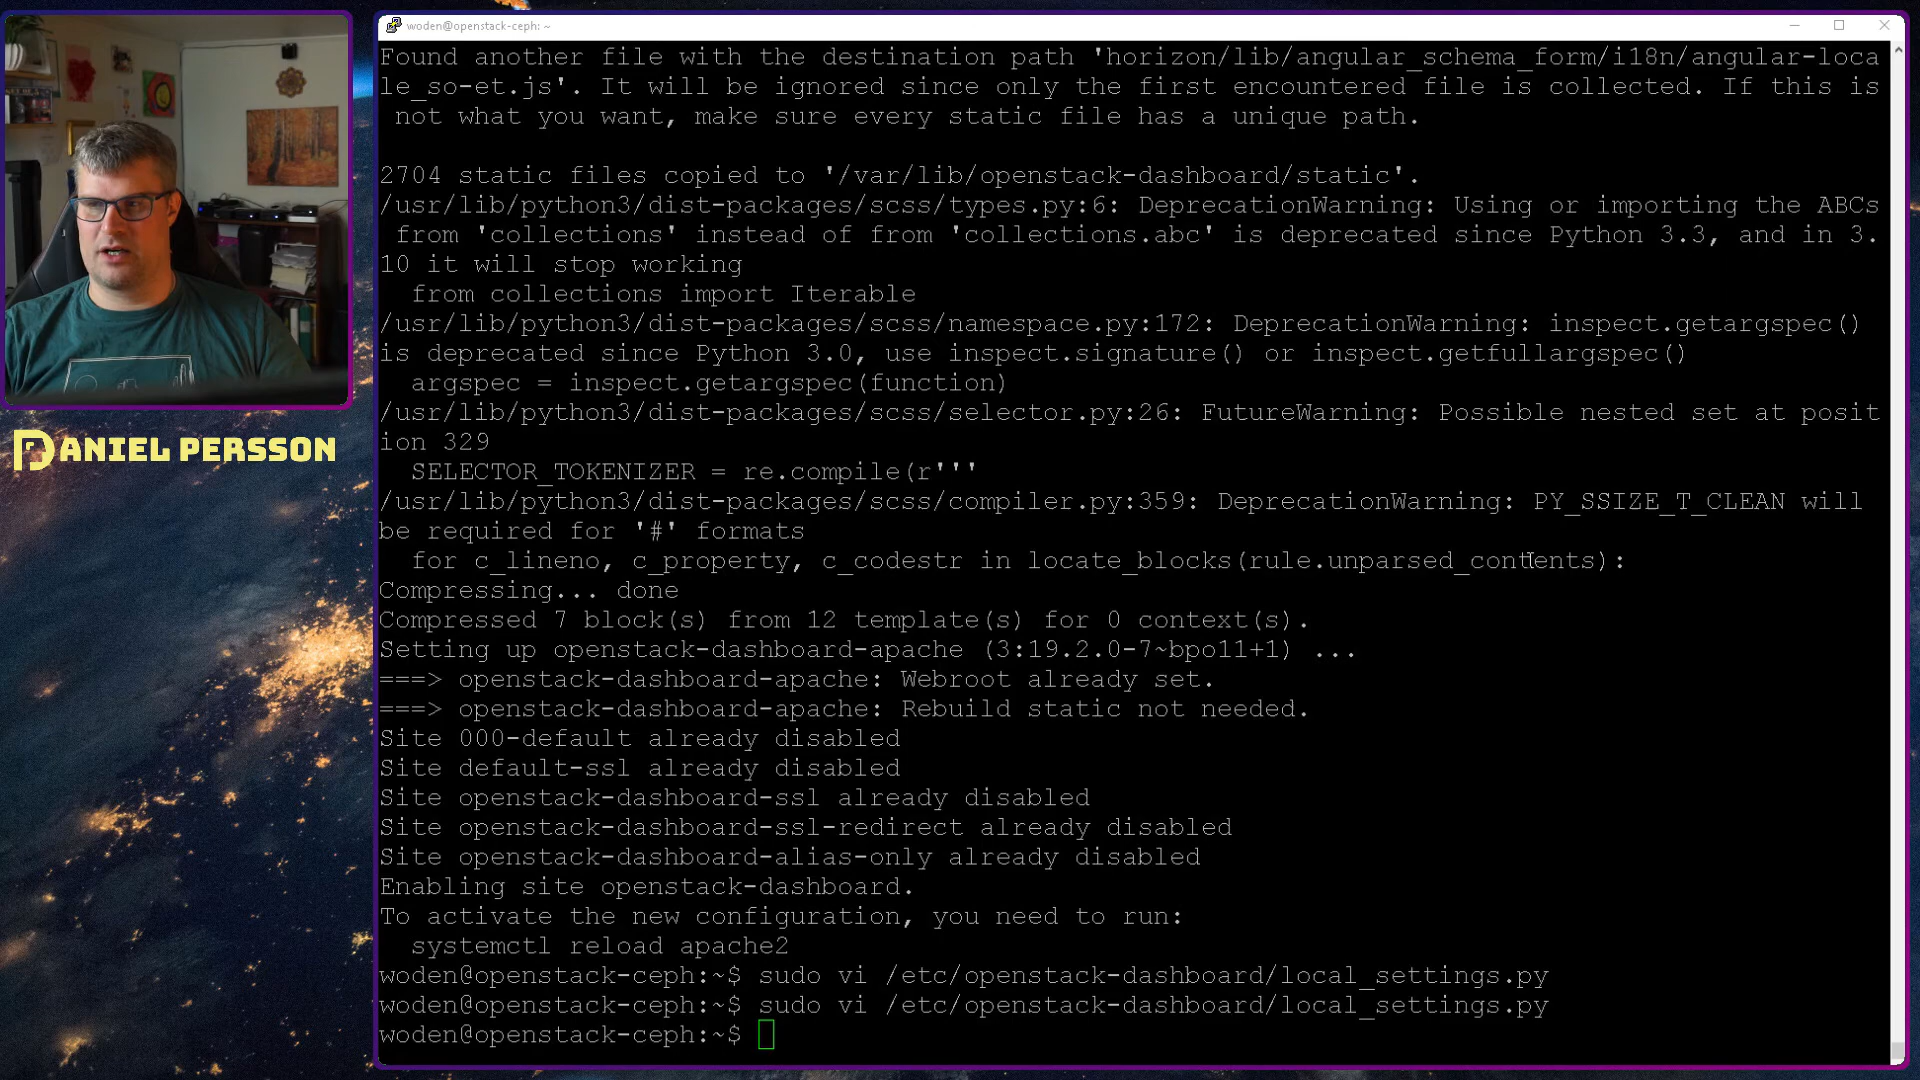 woden@openstack-ceph: ~
Found another file with the destination path 'horizon/lib/angular_schema_form/i18n/angular-loca
le_so-et.js'. It will be ignored since only the first encountered file is collected. If this is
 not what you want, make sure every static file has a unique path.
2704 static files copied to '/var/lib/openstack-dashboard/static'.
/usr/lib/python3/dist-packages/scss/types.py:6: DeprecationWarning: Using or importing the ABCs
 from 'collections' instead of from 'collections.abc' is deprecated since Python 3.3, and in 3.
10 it will stop working
  from collections import Iterable
/usr/lib/python3/dist-packages/scss/namespace.py:172: DeprecationWarning: inspect.getargspec()
is deprecated since Python 3.0, use inspect.signature() or inspect.getfullargspec()
  argspec = inspect.getargspec(function)
/usr/lib/python3/dist-packages/scss/selector.py:26: FutureWarning: Possible nested set at posit
ion 329
  SELECTOR_TOKENIZER = re.compile(r'''
/usr/lib/python3/dist-packages/scss/compiler.py:359: DeprecationWarning: PY_SSIZE_T_CLEAN will
be required for '#' formats
  for c_lineno, c_property, c_codestr in locate_blocks(rule.unparsed_contents):
Compressing... done
Compressed 7 block(s) from 12 template(s) for 0 context(s).
Setting up openstack-dashboard-apache (3:19.2.0-7~bpo11+1) ...
===> openstack-dashboard-apache: Webroot already set.
===> openstack-dashboard-apache: Rebuild static not needed.
Site 000-default already disabled
Site default-ssl already disabled
Site openstack-dashboard-ssl already disabled
Site openstack-dashboard-ssl-redirect already disabled
Site openstack-dashboard-alias-only already disabled
Enabling site openstack-dashboard.
To activate the new configuration, you need to run:
  systemctl reload apache2
woden@openstack-ceph:~$ sudo vi /etc/openstack-dashboard/local_settings.py
woden@openstack-ceph:~$ sudo vi /etc/openstack-dashboard/local_settings.py
woden@openstack-ceph:~$
DANIEL PERSSON